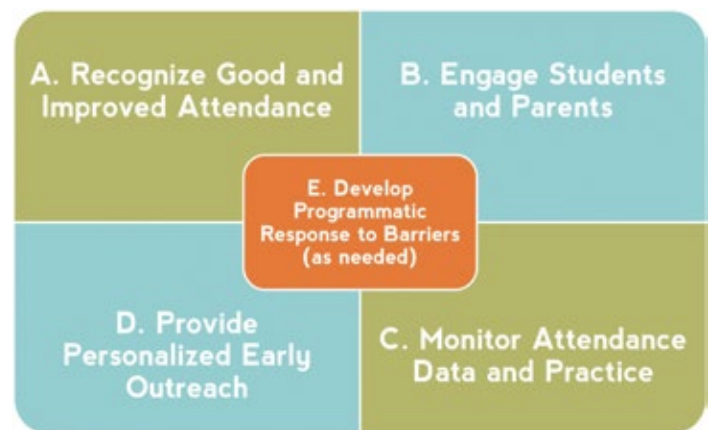 A. Recognize Good and
Improved Attendance
B. Engage Students
and Parents
E. Develop
Programmatic
Response to Barriers
(as needed)
D. Provide
Personalized Early
Outreach
C. Monitor Attendance
Data and Practice